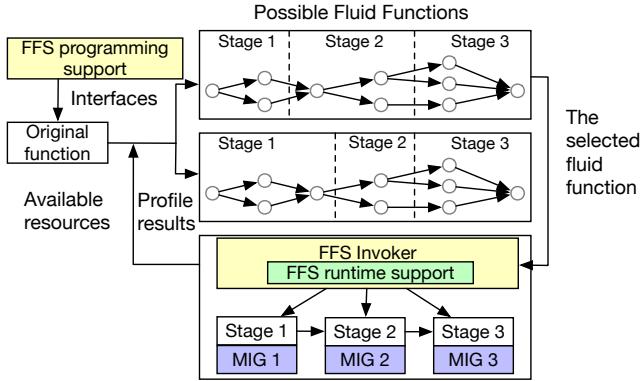 Possible Fluid Functions
FFS programming
support
Interfaces
Original
function
Stage 1
Stage 2
Stage 3
Stage 1
Stage 2
Stage 3
The
selected
fluid
function
Available
resources
Profile
results
FFS Invoker
FFS runtime support
Stage 1
Stage 2
Stage 3
MIG 1
MIG 2
MIG 3